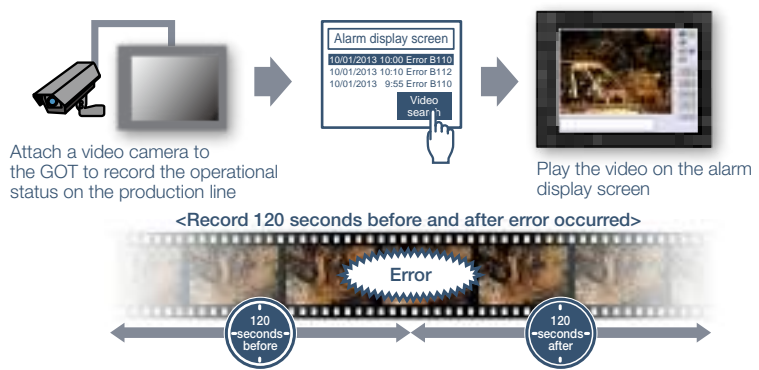 Alarm display screen
10/01/2013 10:00 Error B110
10/01/2013 10:10 Error B112
10/01/2013 9:55 Error B110
Video
search
Attach a video camera to
the GOT to record the operational
status on the production line
Play the video on the alarm
display screen
<Record 120 seconds before and after error occurred>
Error
120
seconds
before
120
seconds
after